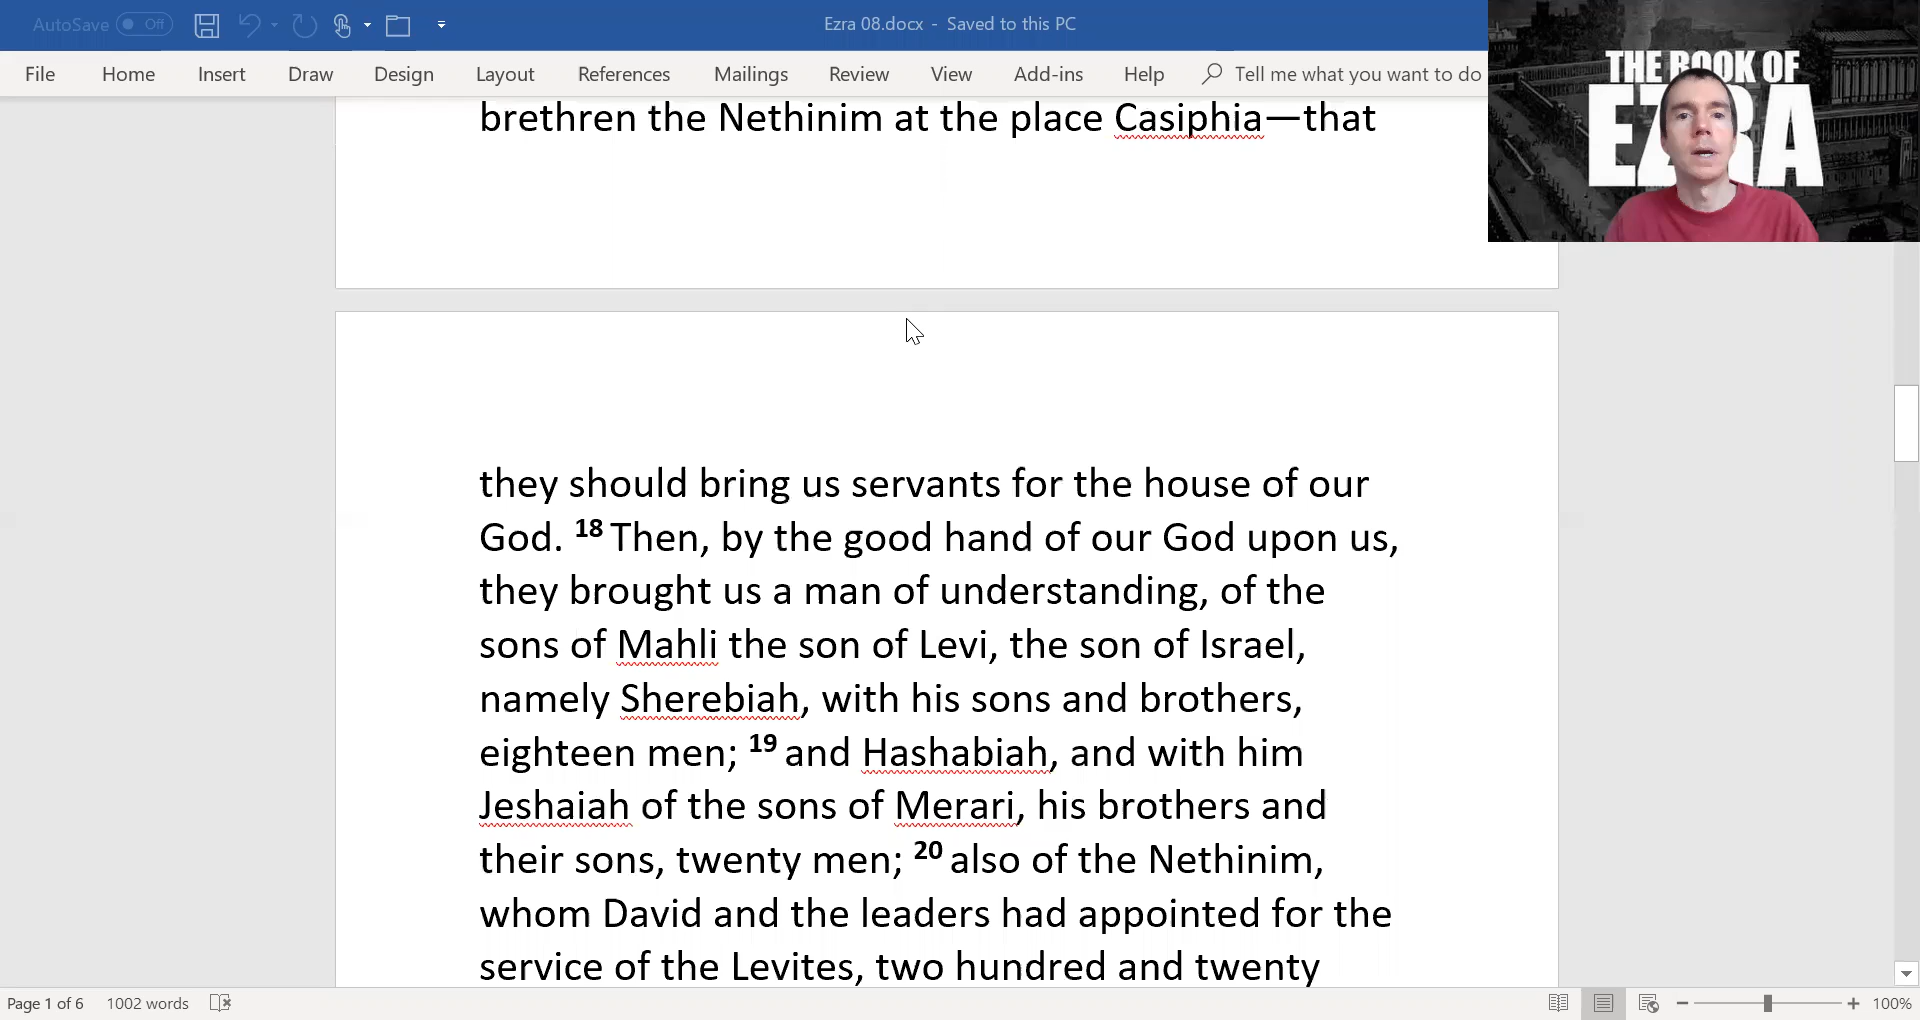 AutoSave Off
Ezra 08.docx - Saved to this PC
File Home Insert Draw Design Layout References Mailings Review View Add-ins Help Tell me what you want to do
THE BOOK OF
EZRA
brethren the Nethinim at the place Casiphia—that
they should bring us servants for the house of our
God. 18 Then, by the good hand of our God upon us,
they brought us a man of understanding, of the
sons of Mahli the son of Levi, the son of Israel,
namely Sherebiah, with his sons and brothers,
eighteen men; 19 and Hashabiah, and with him
Jeshaiah of the sons of Merari, his brothers and
their sons, twenty men; 20 also of the Nethinim,
whom David and the leaders had appointed for the
service of the Levites, two hundred and twenty
Page 1 of 6 1002 words 100%